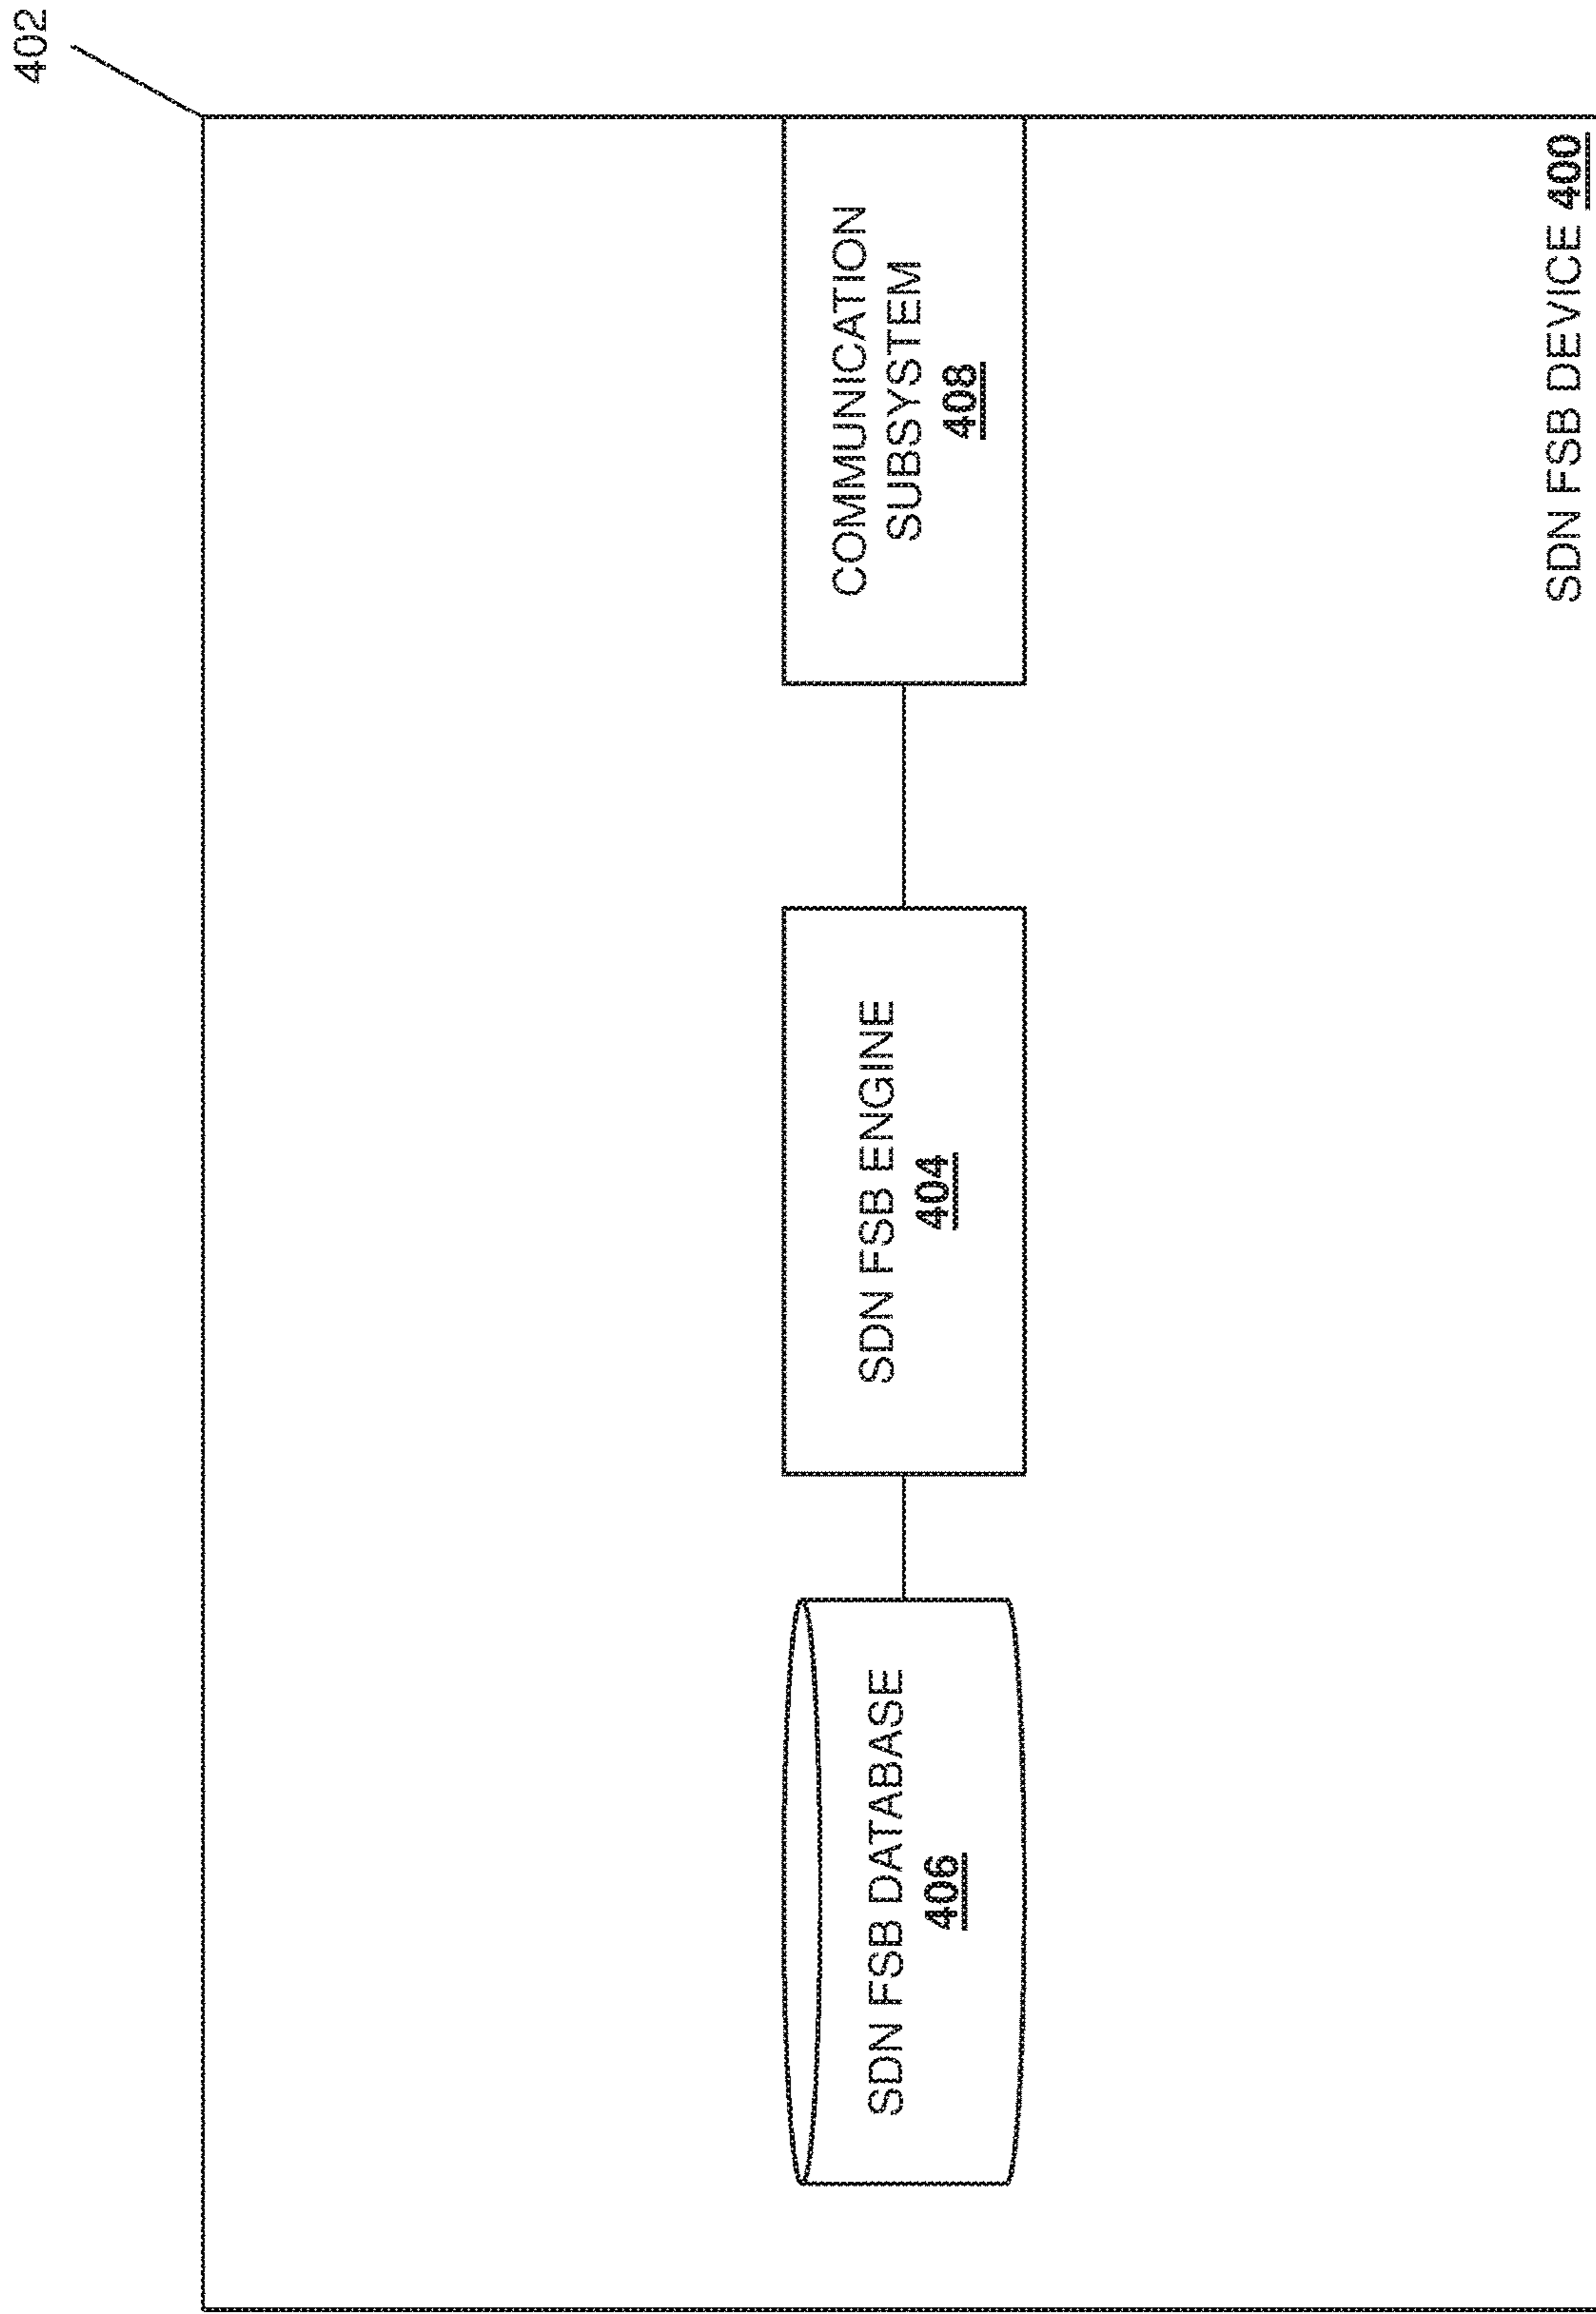 402
SDN FSB DATABASE
406
SDN FSB ENGINE
404
COMMUNICATION
SUBSYSTEM
408
SDN FSB DEVICE 400